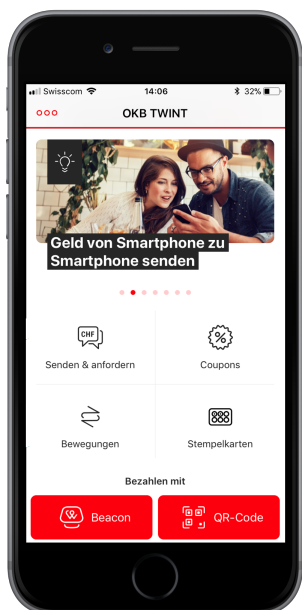 Swisscom 14:06 32%
OKB TWINT
Geld von Smartphone zu
Smartphone senden
CHF
Senden & anfordern Coupons
Bewegungen Stempelkarten
Bezahlen mit
Beacon QR-Code